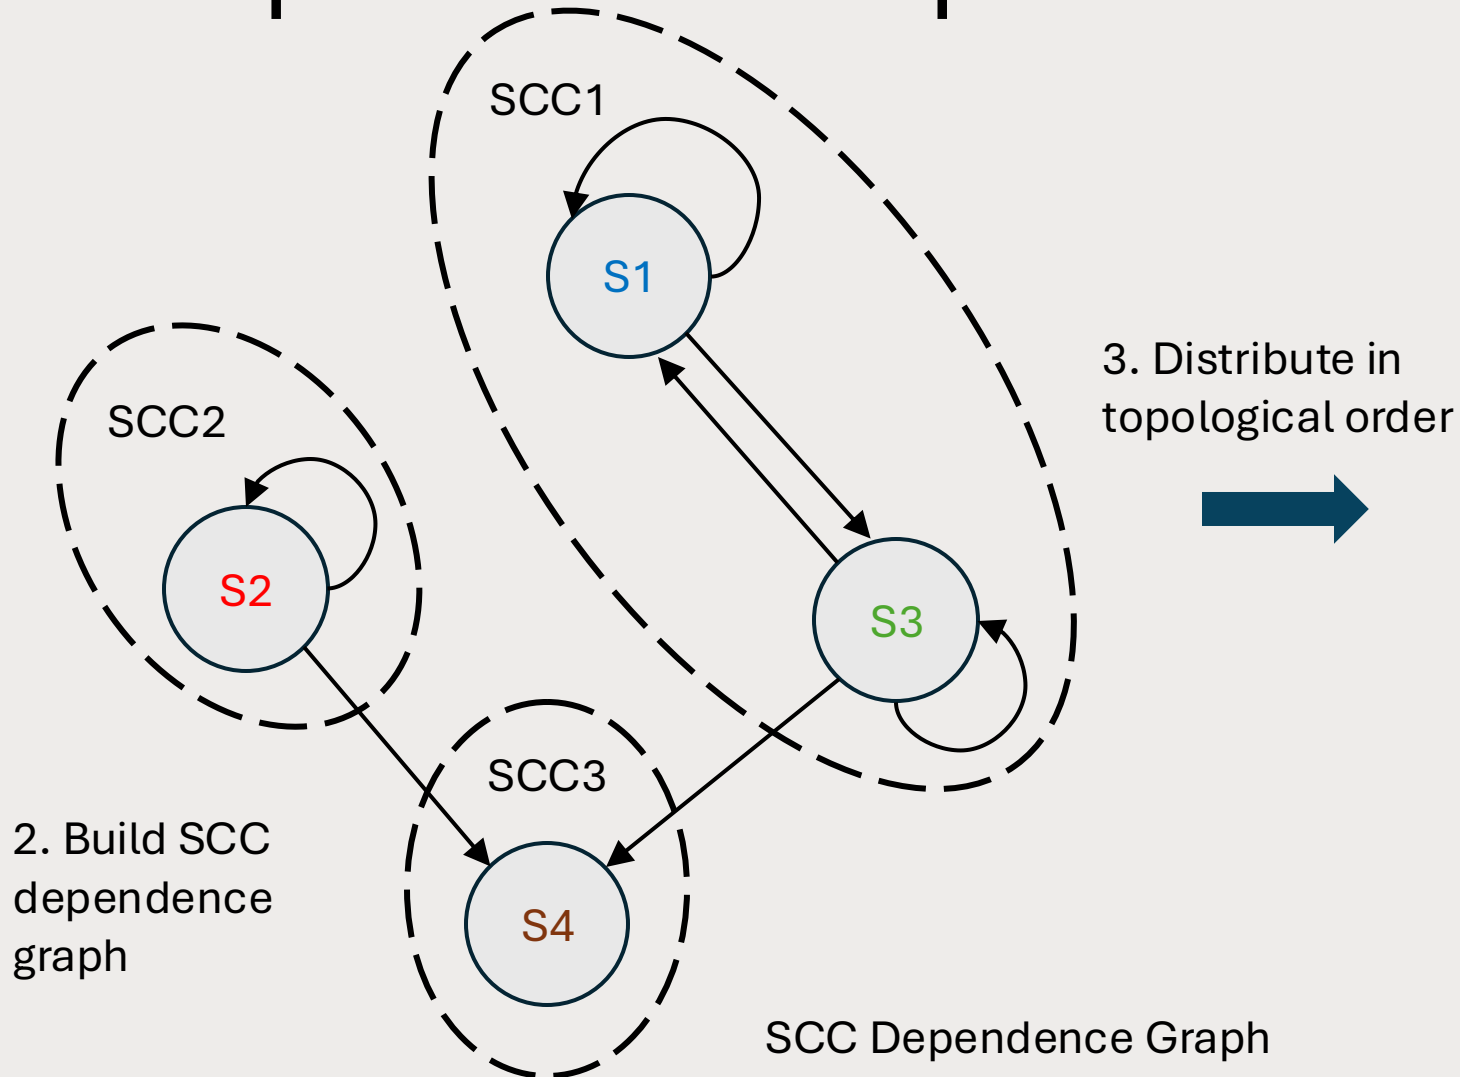 SCC1
S1
3. Distribute in
topological order
SCC2
S2
S3
SCC3
2. Build SCC
dependence
graph
S4
SCC Dependence Graph